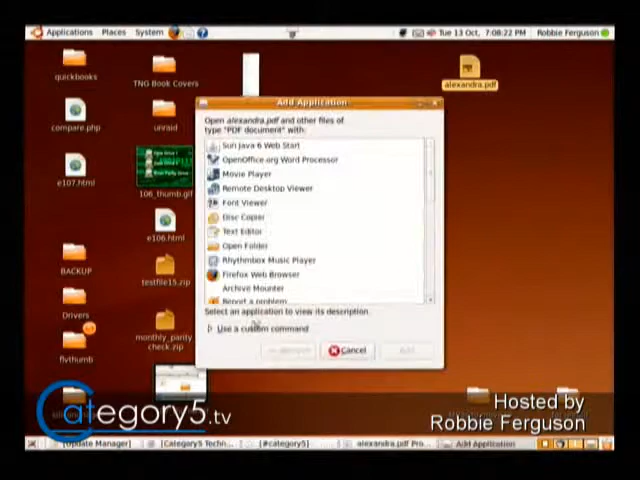 Applications Places System
Tue 13 Oct, 7:08:22 PM Robbie Ferguson
quickbooks
TNG Book Covers
alexandra.pdf
compare.php
unraid
e107.html
106_thumb.gif
e106.html
BACKUP
testfile15.zip
Drivers
monthly_parity
check.zip
flvthumb
Add Application
Open alexandra.pdf and other files of
type "PDF document" with:
Sun Java 6 Web Start
OpenOffice.org Word Processor
Movie Player
Remote Desktop Viewer
Font Viewer
Disc Copier
Text Editor
Open Folder
Rhythmbox Music Player
Firefox Web Browser
Archive Mounter
Report a problem
Select an application to view its description.
Use a custom command
Cancel
Add
Category5.tv
Hosted by
Robbie Ferguson
[Update Manager]
[Category5 Techn...
[#category5]
alexandra.pdf Pro...
Add Application